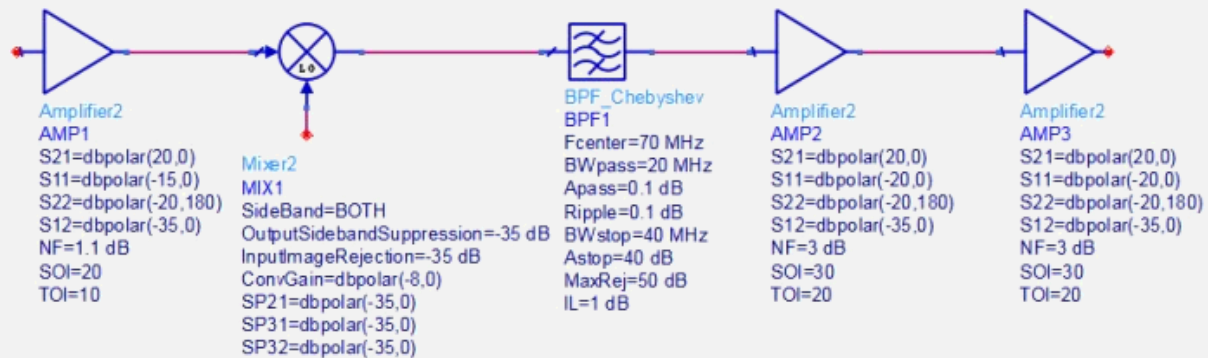 LO
Amplifier2
AMP1
S21=dbpolar(20,0)
S11=dbpolar(-15,0)
S22=dbpolar(-20,180)
S12=dbpolar(-35,0)
NF=1.1 dB
SOI=20
TOI=10
Mixer2
MIX1
SideBand=BOTH
OutputSidebandSuppression=-35 dB
InputImageRejection=-35 dB
ConvGain=dbpolar(-8,0)
SP21=dbpolar(-35,0)
SP31=dbpolar(-35,0)
SP32=dbpolar(-35,0)
BPF_Chebyshev
BPF1
Fcenter=70 MHz
BWpass=20 MHz
Apass=0.1 dB
Ripple=0.1 dB
BWstop=40 MHz
Astop=40 dB
MaxRej=50 dB
IL=1 dB
Amplifier2
AMP2
S21=dbpolar(20,0)
S11=dbpolar(-20,0)
S22=dbpolar(-20,180)
S12=dbpolar(-35,0)
NF=3 dB
SOI=30
TOI=20
Amplifier2
AMP3
S21=dbpolar(20,0)
S11=dbpolar(-20,0)
S22=dbpolar(-20,180)
S12=dbpolar(-35,0)
NF=3 dB
SOI=30
TOI=20